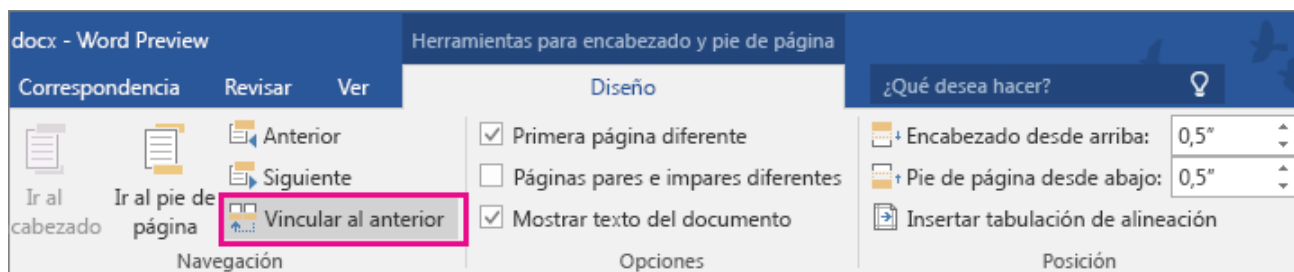 docx - Word Preview
Herramientas para encabezado y pie de página
Correspondencia Revisar Ver Diseño ¿Qué desea hacer?
Ir al
cabezado
Ir al pie de
página
Anterior
Siguiente
Vincular al anterior
Navegación
Primera página diferente
Páginas pares e impares diferentes
Mostrar texto del documento
Opciones
Encabezado desde arriba: 0,5"
Pie de página desde abajo: 0,5"
Insertar tabulación de alineación
Posición